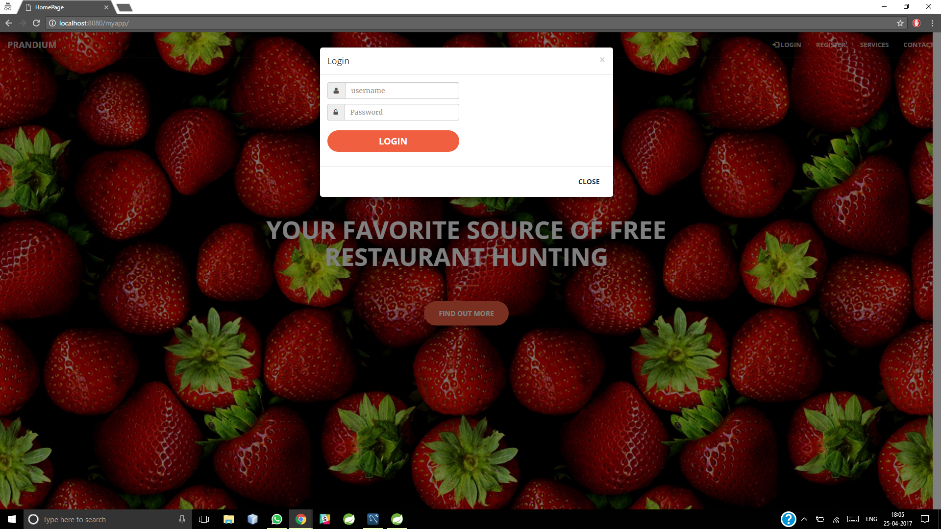 HomePage
localhost:8080/myapp/
PRANDIUM
LOGIN
REGISTER
SERVICES
CONTACT
Login
×
username
Password
LOGIN
CLOSE
YOUR FAVORITE SOURCE OF FREE
RESTAURANT HUNTING
FIND OUT MORE
Type here to search
ENG
18:05
25-04-2017